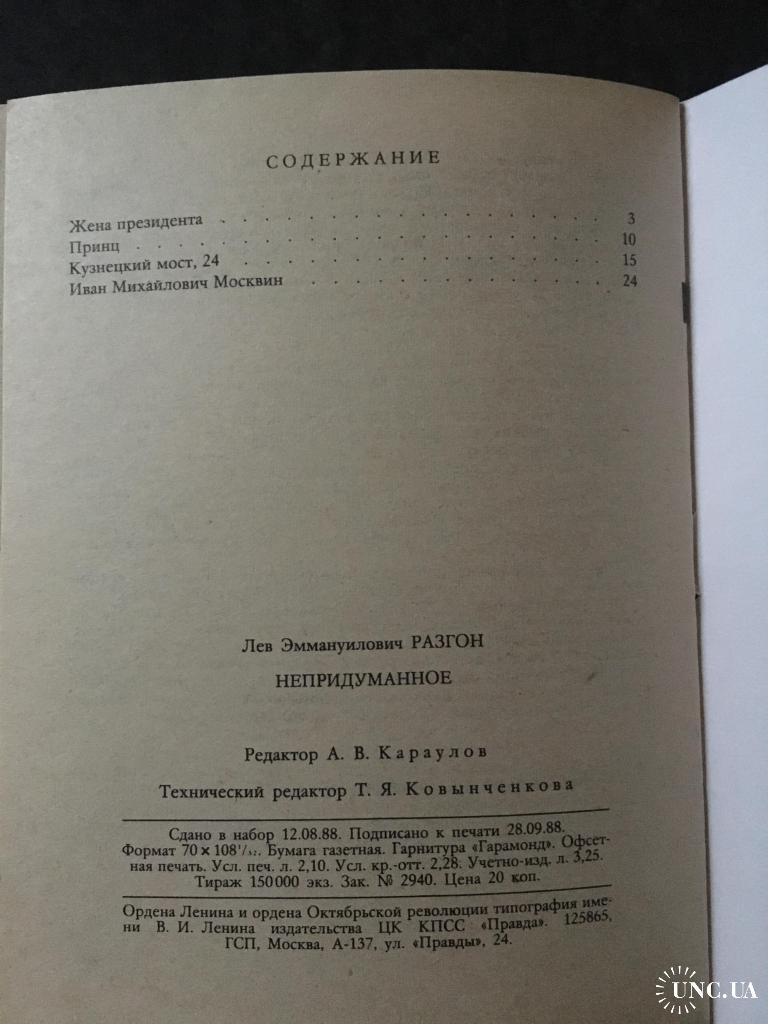 СОДЕРЖАНИЕ
Жена президента . . . . . . . . . . . . . . . . . 3
Принц . . . . . . . . . . . . . . . . . . . . . 10
Кузнецкий мост, 24 . . . . . . . . . . . . . . . . 15
Иван Михайлович Москвин . . . . . . . . . . . . . 24
Лев Эммануилович РАЗГОН
НЕПРИДУМАННОЕ
Редактор А. В. Караулов
Технический редактор Т. Я. Ковынченкова
Сдано в набор 12.08.88. Подписано к печати 28.09.88.
Формат 70 × 108¹/₃₂. Бумага газетная. Гарнитура «Гарамонд». Офсет-
ная печать. Усл. печ. л. 2,10. Усл. кр.-отт. 2,28. Учетно-изд. л. 3,25.
Тираж 150000 экз. Зак. № 2940. Цена 20 коп.
Ордена Ленина и ордена Октябрьской революции типография име-
ни В. И. Ленина издательства ЦК КПСС «Правда». 125865,
ГСП, Москва, А-137, ул. «Правды», 24.
UNC.UA